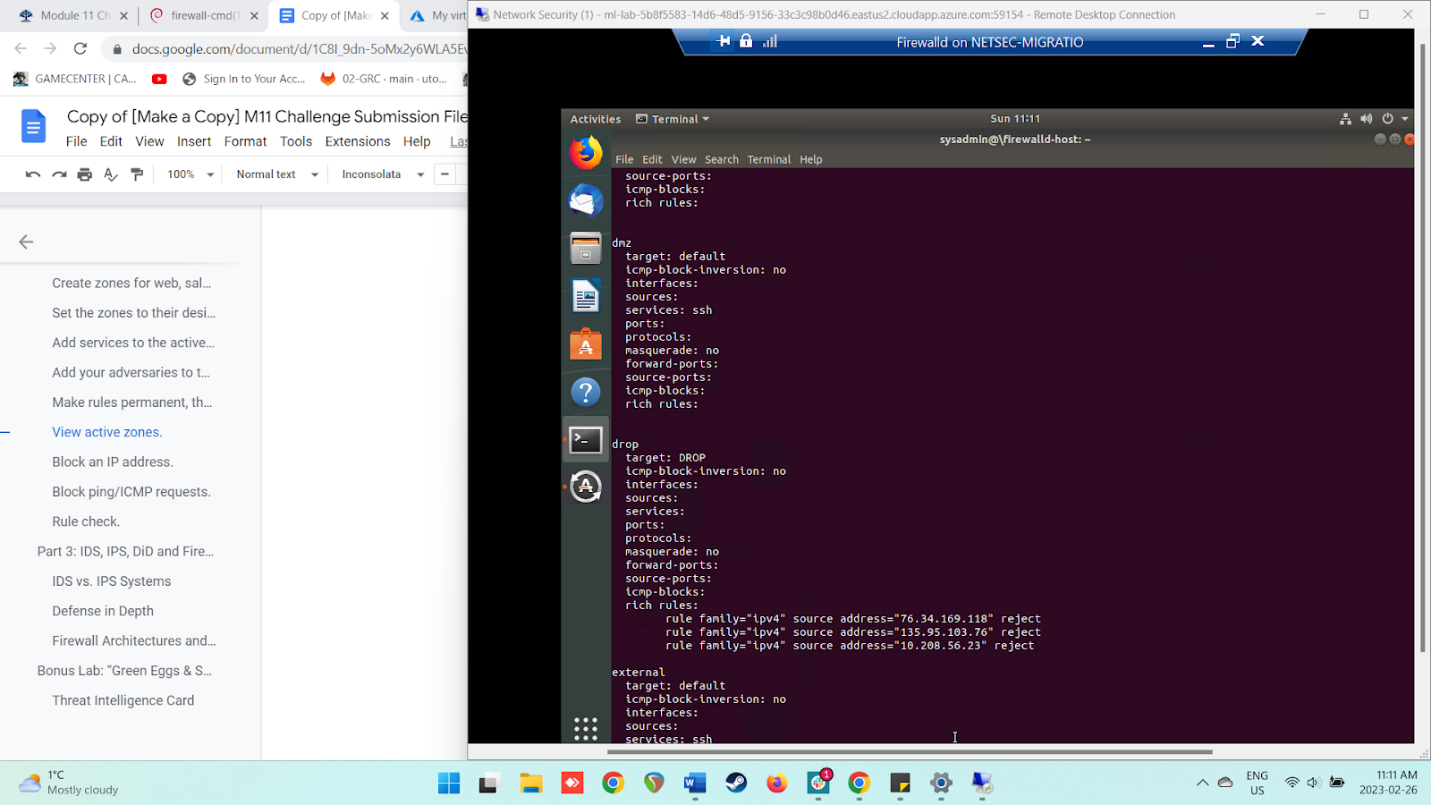 Module 11 Ch
firewall-cmd(1
Copy of [Mak
My virt
Network Security (1) - ml-lab-5b8f5583-14d6-48d5-9156-33c3c98b0d46.eastus2.cloudapp.azure.com:59154 - Remote Desktop Connection
docs.google.com/document/d/1C8I_9dn-5oMx2y6WLA5Ev
Firewalld on NETSEC-MIGRATIO
GAMECENTER | CA...
Sign In to Your Acc...
02-GRC · main · uto...
Copy of [Make a Copy] M11 Challenge Submission File
File Edit View Insert Format Tools Extensions Help Las
100% Normal text Inconsolata
Create zones for web, sal...
Set the zones to their desi...
Add services to the active...
Add your adversaries to t...
Make rules permanent, th...
View active zones.
Block an IP address.
Block ping/ICMP requests.
Rule check.
Part 3: IDS, IPS, DiD and Fire...
IDS vs. IPS Systems
Defense in Depth
Firewall Architectures and...
Bonus Lab: “Green Eggs & S...
Threat Intelligence Card
Activities Terminal Sun 11:11
sysadmin@\firewalld-host: ~
File Edit View Search Terminal Help
source-ports:
icmp-blocks:
rich rules:
dmz
target: default
icmp-block-inversion: no
interfaces:
sources:
services: ssh
ports:
protocols:
masquerade: no
forward-ports:
source-ports:
icmp-blocks:
rich rules:
drop
target: DROP
icmp-block-inversion: no
interfaces:
sources:
services:
ports:
protocols:
masquerade: no
forward-ports:
source-ports:
icmp-blocks:
rich rules:
rule family="ipv4" source address="76.34.169.118" reject
rule family="ipv4" source address="135.95.103.76" reject
rule family="ipv4" source address="10.208.56.23" reject
external
target: default
icmp-block-inversion: no
interfaces:
sources:
services: ssh
1°C
Mostly cloudy
1
ENG
US
11:11 AM
2023-02-26